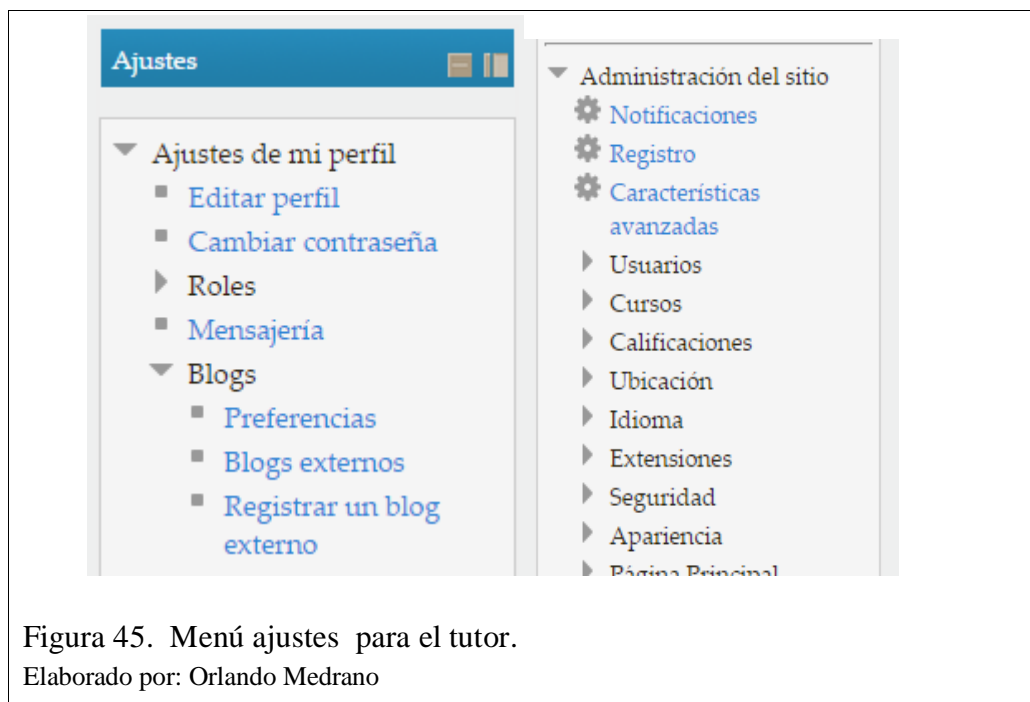 Ajustes
Ajustes de mi perfil
Editar perfil
Cambiar contraseña
Roles
Mensajería
Blogs
Preferencias
Blogs externos
Registrar un blog
externo
Administración del sitio
Notificaciones
Registro
Características
avanzadas
Usuarios
Cursos
Calificaciones
Ubicación
Idioma
Extensiones
Seguridad
Apariencia
Página Principal
Figura 45. Menú ajustes para el tutor.
Elaborado por: Orlando Medrano